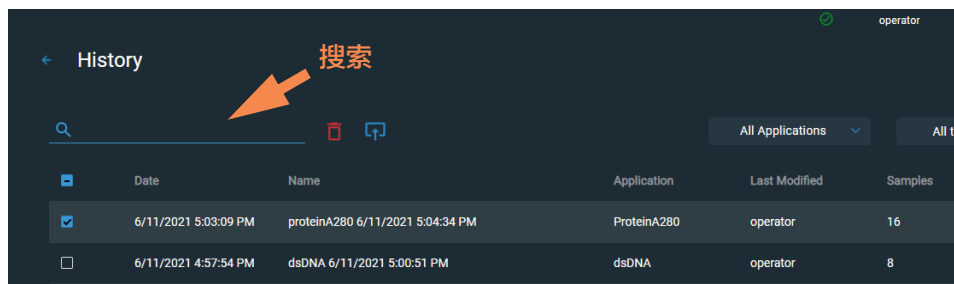 operator
History
搜索
All Applications
All t
Date Name Application Last Modified Samples
6/11/2021 5:03:09 PM proteinA280 6/11/2021 5:04:34 PM ProteinA280 operator 16
6/11/2021 4:57:54 PM dsDNA 6/11/2021 5:00:51 PM dsDNA operator 8